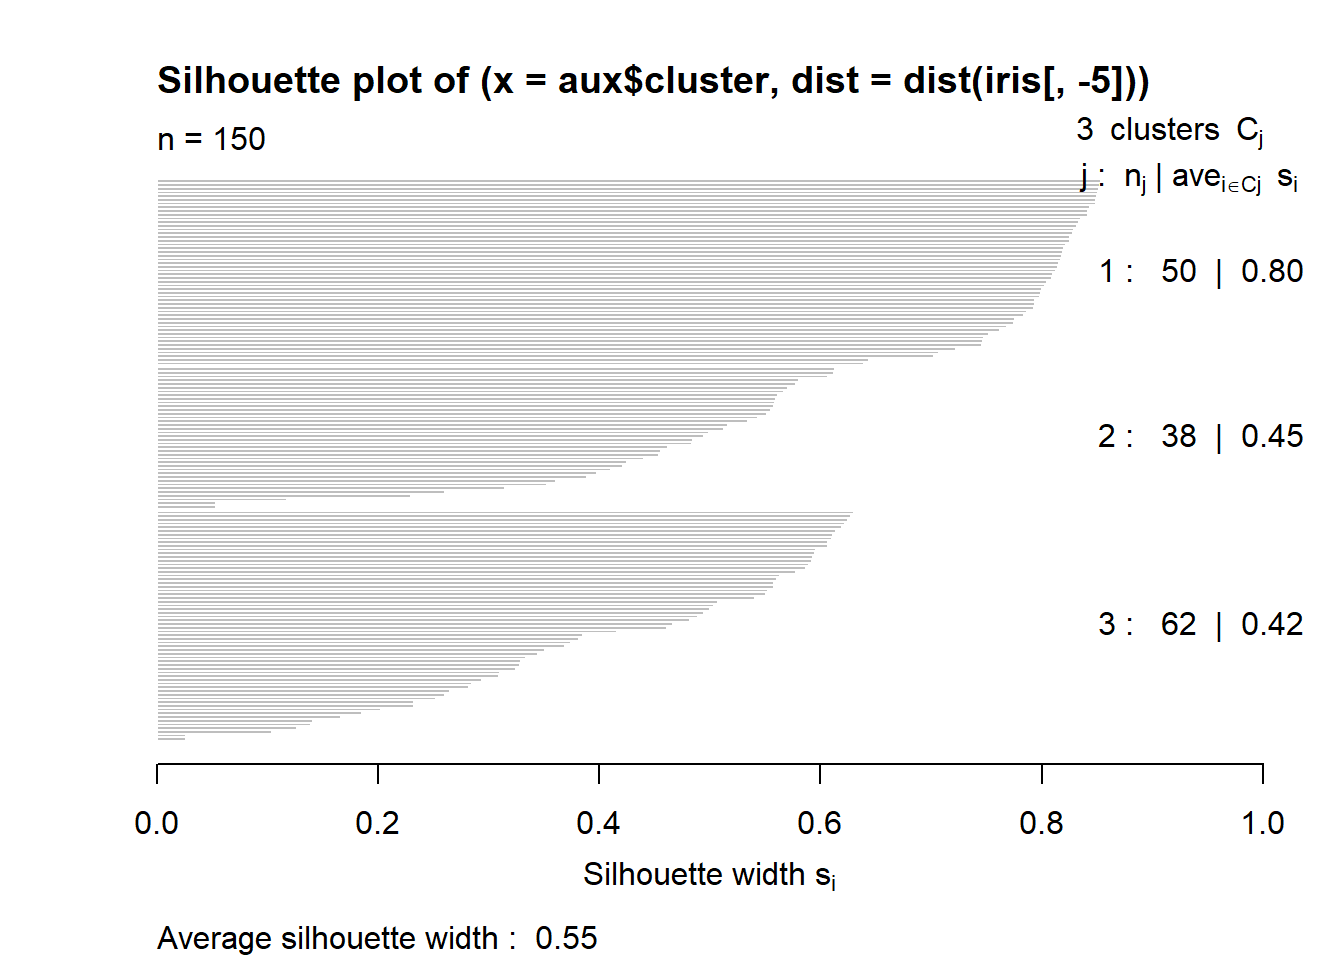 Silhouette plot of (x = aux$cluster, dist = dist(iris[, -5]))
n = 150
3 clusters Cj
j : nj | avei∈Cj si
1 : 50 | 0.80
2 : 38 | 0.45
3 : 62 | 0.42
0.0 0.2 0.4 0.6 0.8 1.0
Silhouette width si
Average silhouette width : 0.55